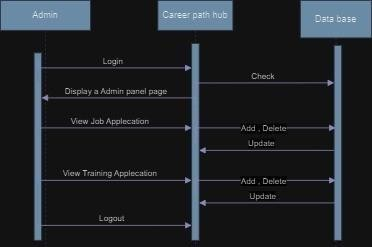 Admin
Career path hub
Data base
Login
Check
Display a Admin panel page
View Job Applecation
Add , Delete
Update
View Training Applecation
Add , Delete
Update
Logout